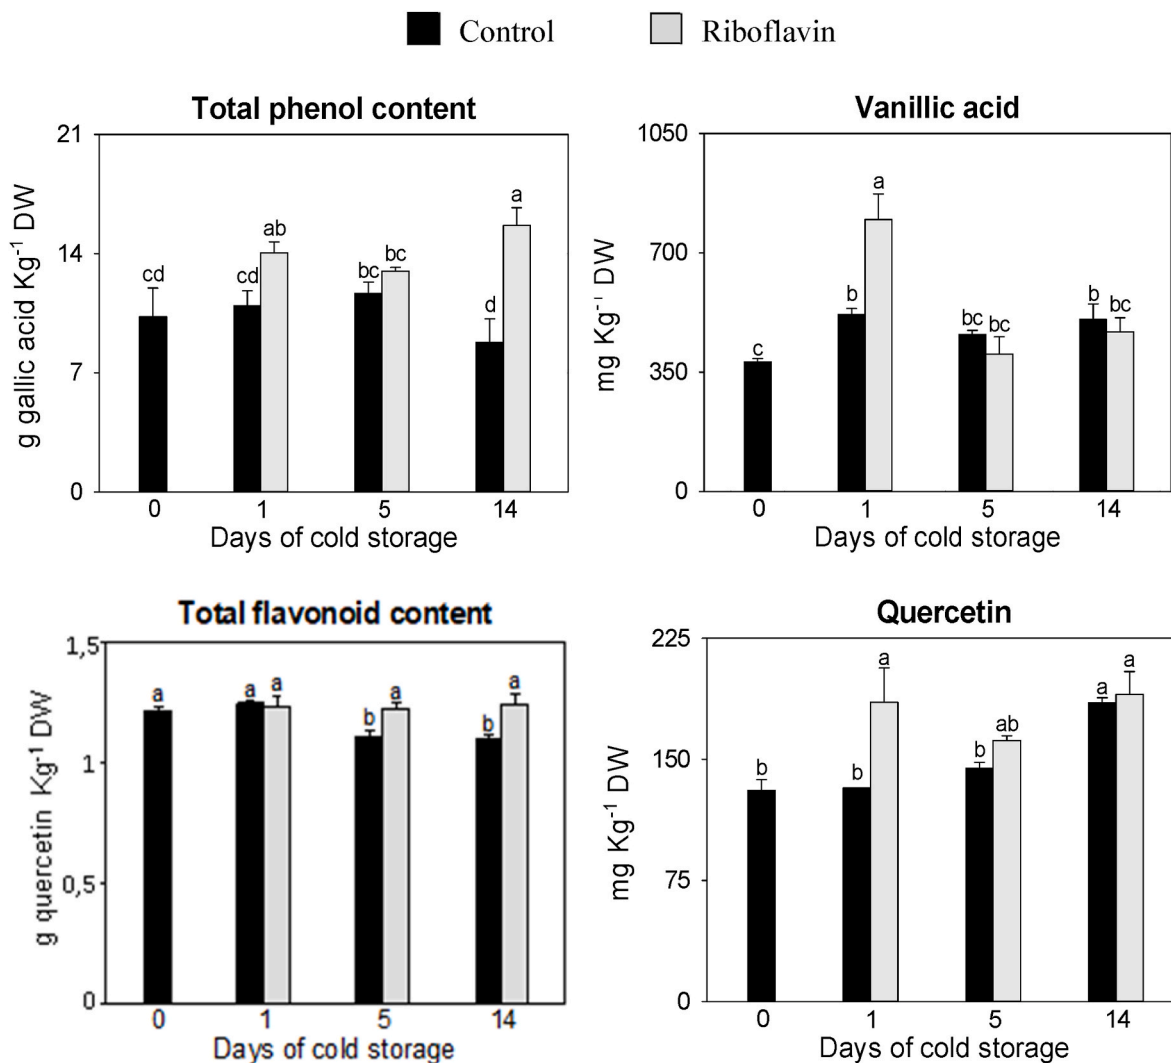 Control Riboflavin
Total phenol content
g gallic acid Kg⁻¹ DW
21
14
7
0
cd
cd
ab
bc
bc
d
a
0 1 5 14
Days of cold storage
Vanillic acid
mg Kg⁻¹ DW
1050
700
350
0
c
b
a
bc
bc
b
bc
0 1 5 14
Days of cold storage
Total flavonoid content
g quercetin Kg⁻¹ DW
1,5
1
0,5
0
a
a
a
b
a
b
a
0 1 5 14
Days of cold storage
Quercetin
mg Kg⁻¹ DW
225
150
75
0
b
b
a
b
ab
a
a
0 1 5 14
Days of cold storage